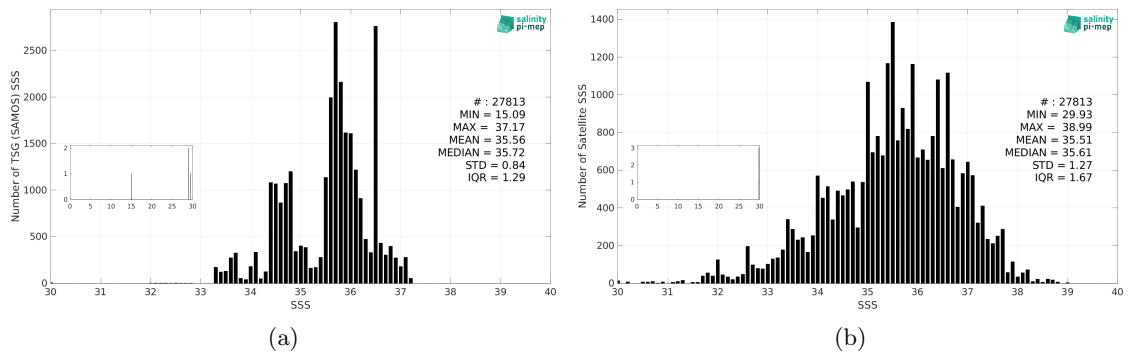 salinity
pi-mep
2500
2000
1500
1000
500
0
Number of TSG (SAMOS) SSS
# : 27813
MIN = 15.09
MAX = 37.17
MEAN = 35.56
MEDIAN = 35.72
STD = 0.84
IQR = 1.29
2
1
0
0 5 10 15 20 25 30
30 31 32 33 34 35 36 37 38 39 40
SSS
(a)
salinity
pi-mep
1400
1200
1000
800
600
400
200
0
Number of Satellite SSS
# : 27813
MIN = 29.93
MAX = 38.99
MEAN = 35.51
MEDIAN = 35.61
STD = 1.27
IQR = 1.67
3
2
1
0
0 5 10 15 20 25 30
30 31 32 33 34 35 36 37 38 39 40
SSS
(b)